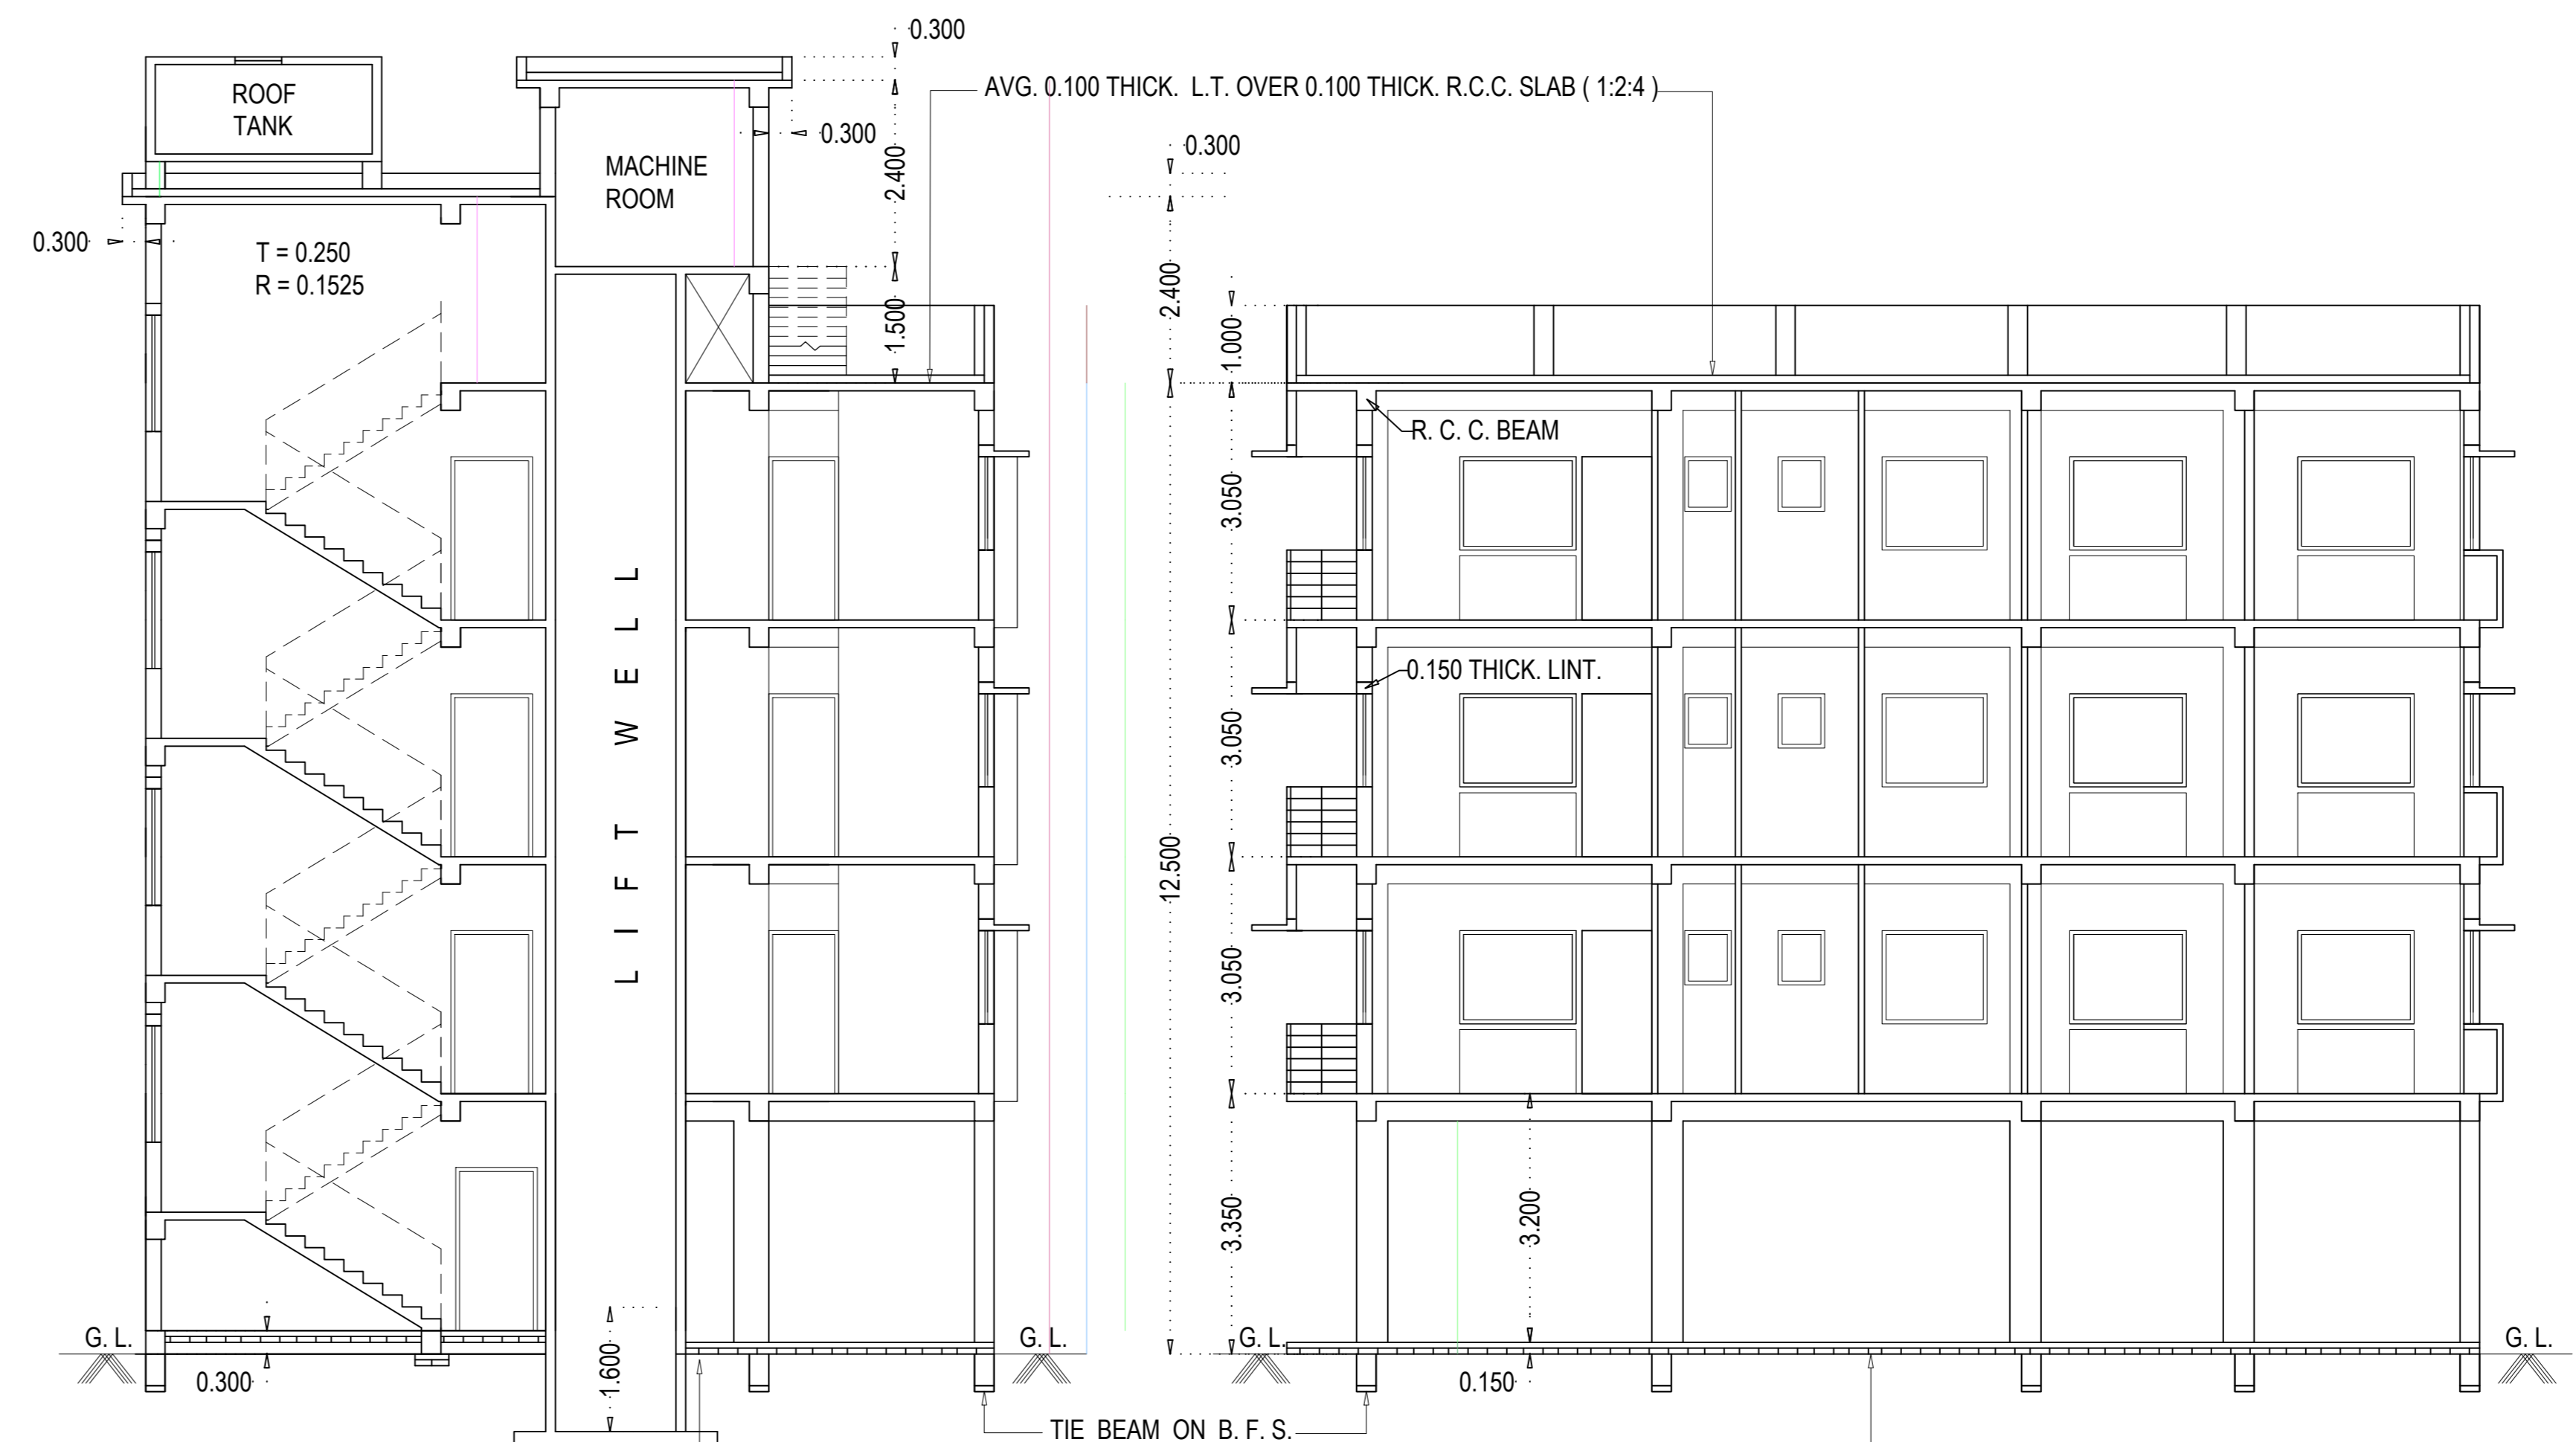 0.300
AVG. 0.100 THICK. L.T. OVER 0.100 THICK. R.C.C. SLAB ( 1:2:4 )
ROOF
TANK
0.300
0.300
MACHINE
ROOM
2.400
0.300
T = 0.250
R = 0.1525
2.400
1.500
1.000
R. C. C. BEAM
3.050
LIFT WELL
0.150 THICK. LINT.
3.050
12.500
3.050
3.350
3.200
G. L.
G. L.
G. L.
G. L.
0.300
1.600
0.150
TIE BEAM ON B. F. S.